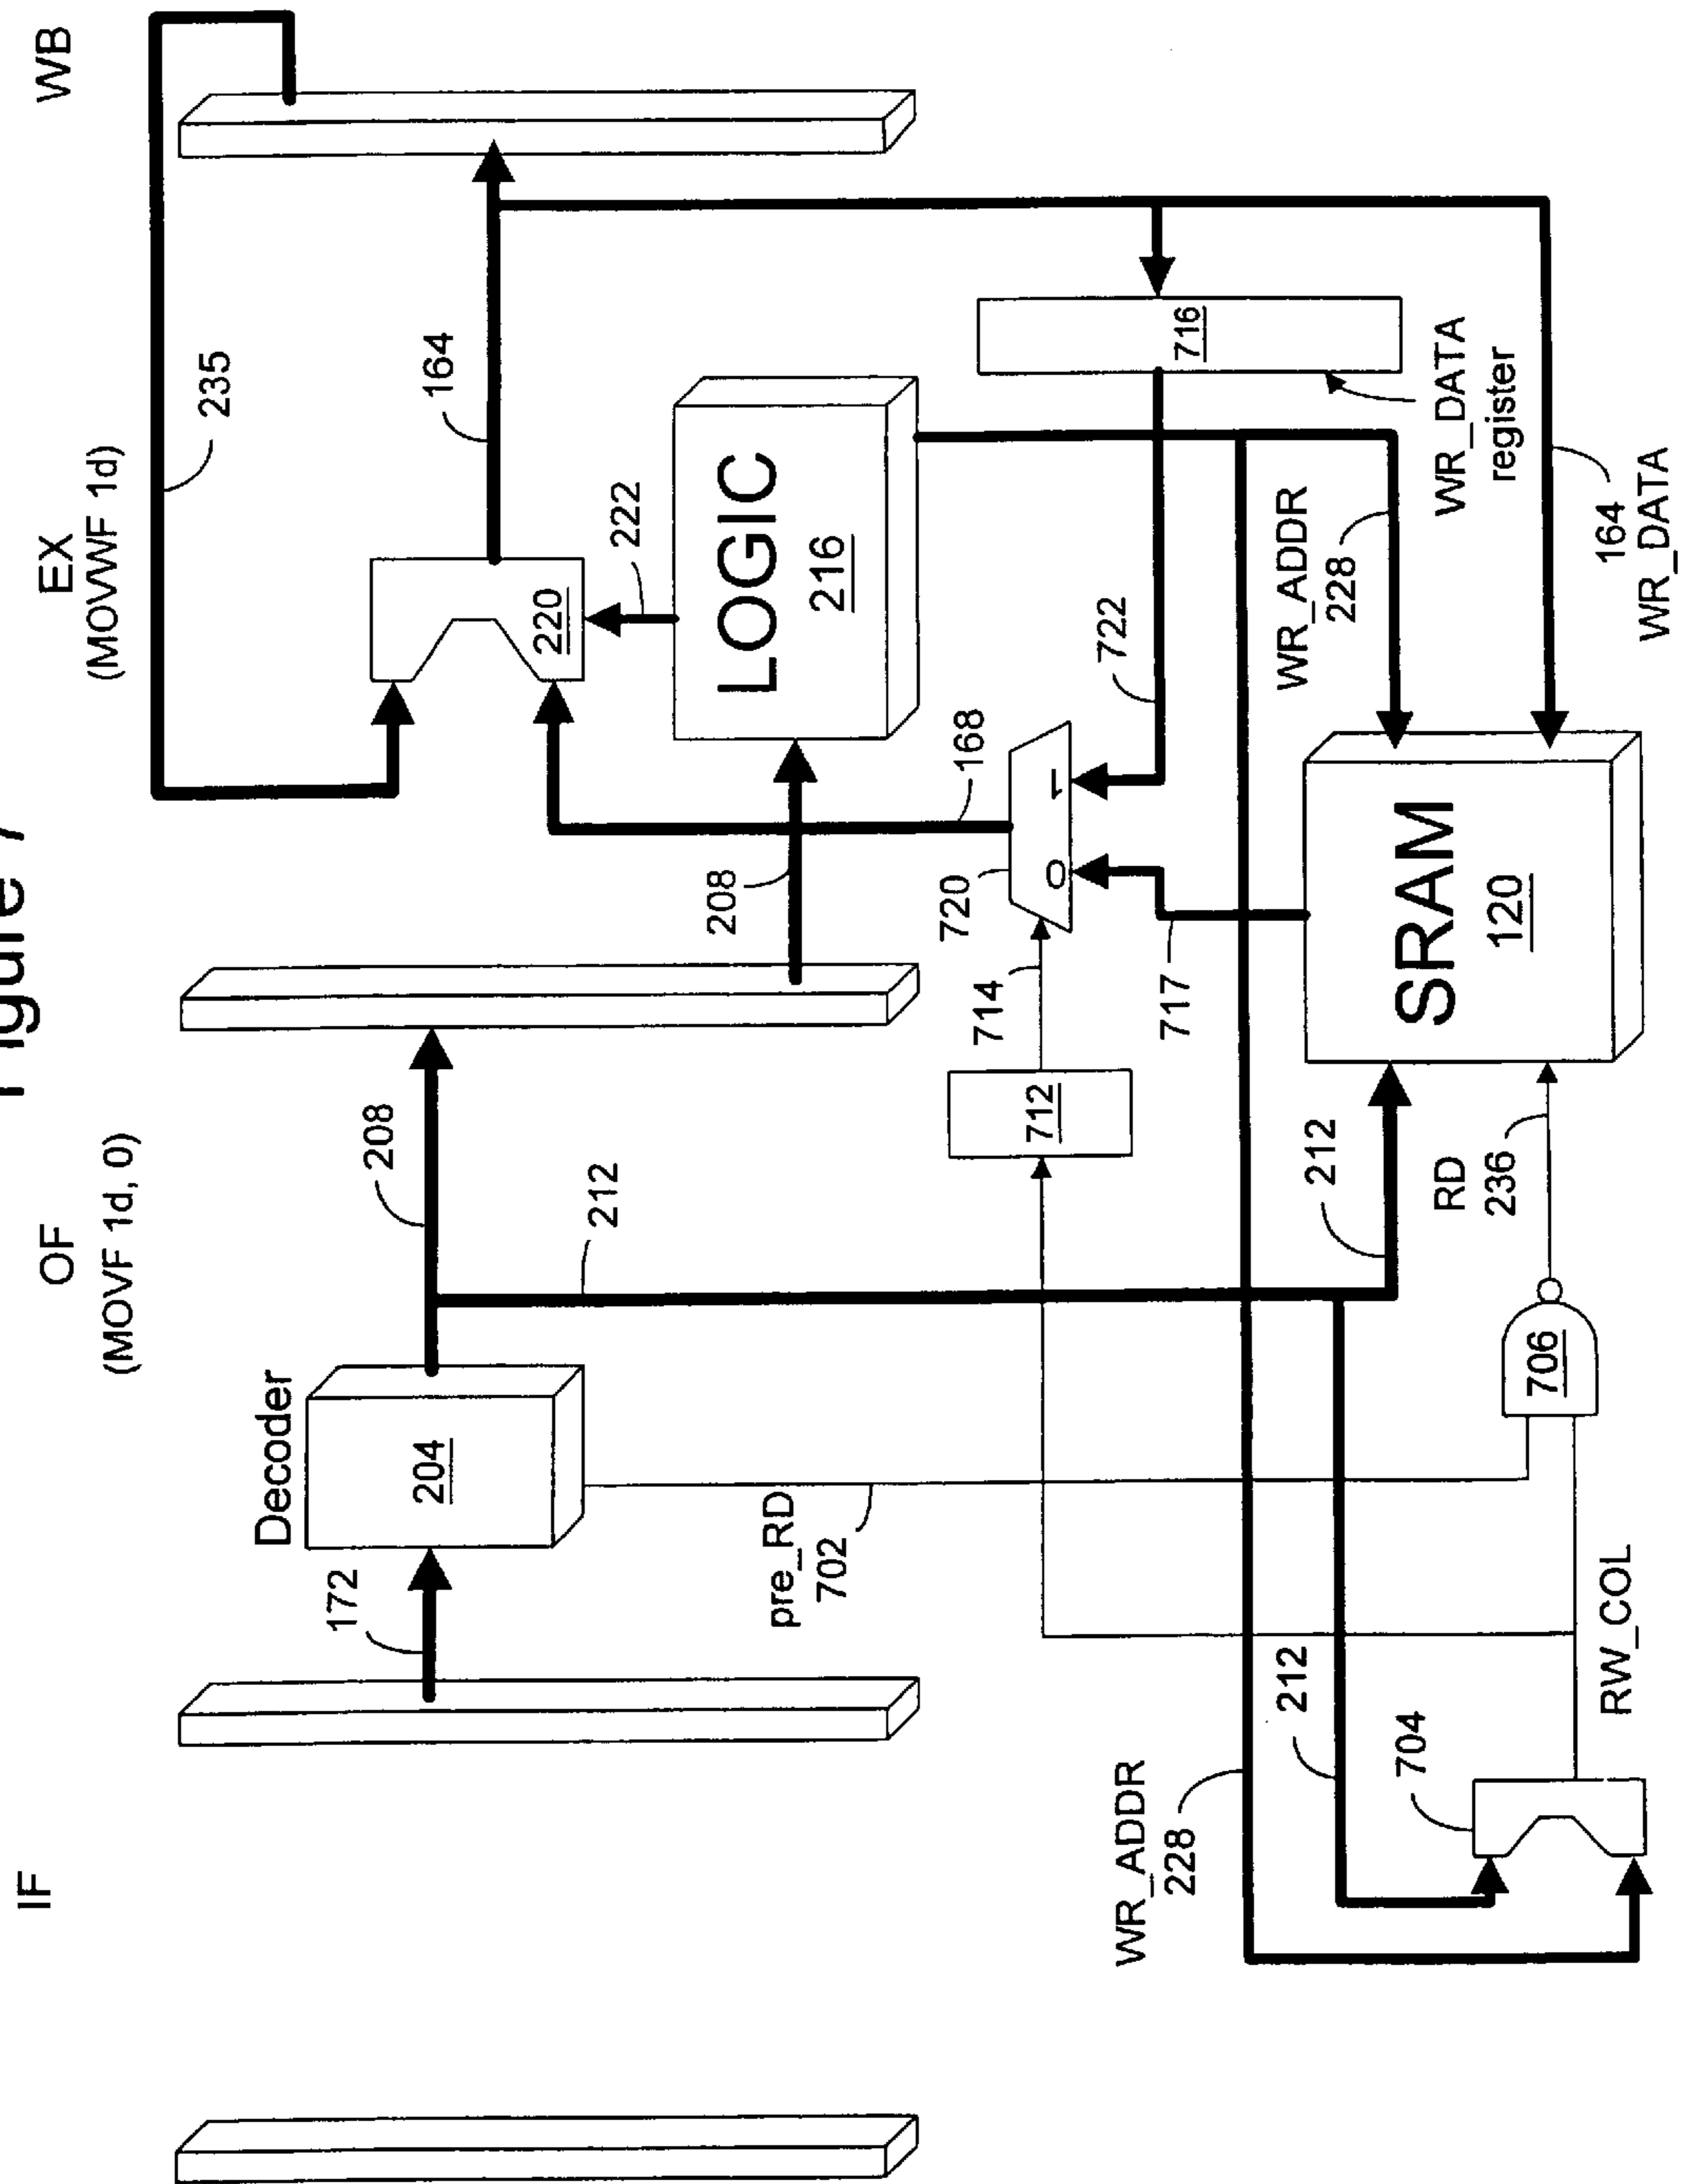 Figure 7
IF
OF
(MOVF 1d, 0)
EX
(MOVWF 1d)
WB
235
172
Decoder
204
208
212
164
220
222
LOGIC
216
208
pre_RD
702
168
720
0
1
722
714
712
717
716
WR_DATA
register
WR_ADDR
228
WR_ADDR
228
212
212
704
RW_COL
706
RD
236
SRAM
120
164
WR_DATA